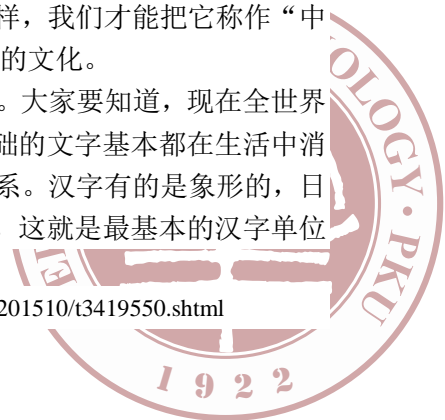 样，我们才能把它称作“中
的文化。
。大家要知道，现在全世界
础的文字基本都在生活中消
系。汉字有的是象形的，日
，这就是最基本的汉字单位
201510/t3419550.shtml
OLOGY · PKU
1922